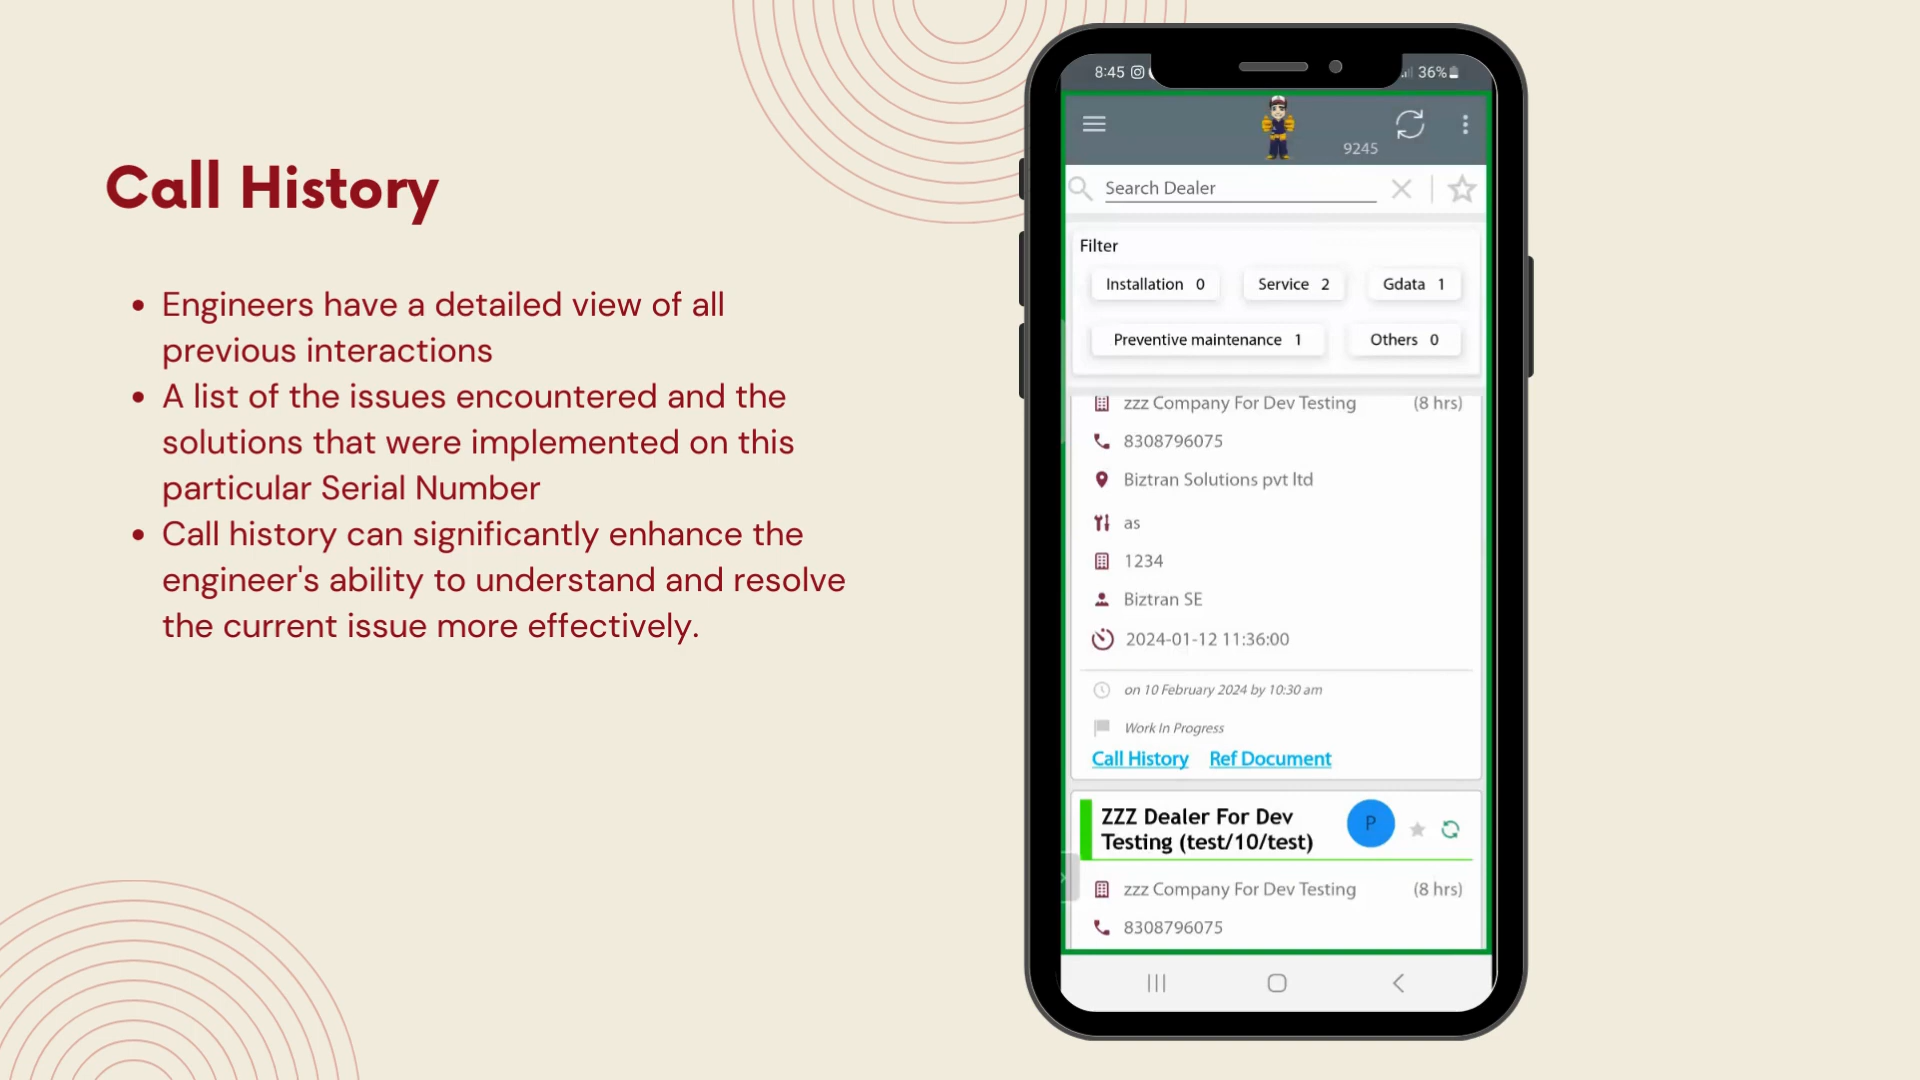 Call History
Engineers have a detailed view of all
previous interactions
A list of the issues encountered and the
solutions that were implemented on this
particular Serial Number
Call history can significantly enhance the
engineer's ability to understand and resolve
the current issue more effectively.
8:45
36%
9245
Search Dealer
Filter
Installation 0
Service 2
Gdata 1
Preventive maintenance 1
Others 0
zzz Company For Dev Testing (8 hrs)
8308796075
Biztran Solutions pvt ltd
as
1234
Biztran SE
2024-01-12 11:36:00
on 10 February 2024 by 10:30 am
Work In Progress
Call History Ref Document
ZZZ Dealer For Dev
Testing (test/10/test)
P
zzz Company For Dev Testing (8 hrs)
8308796075